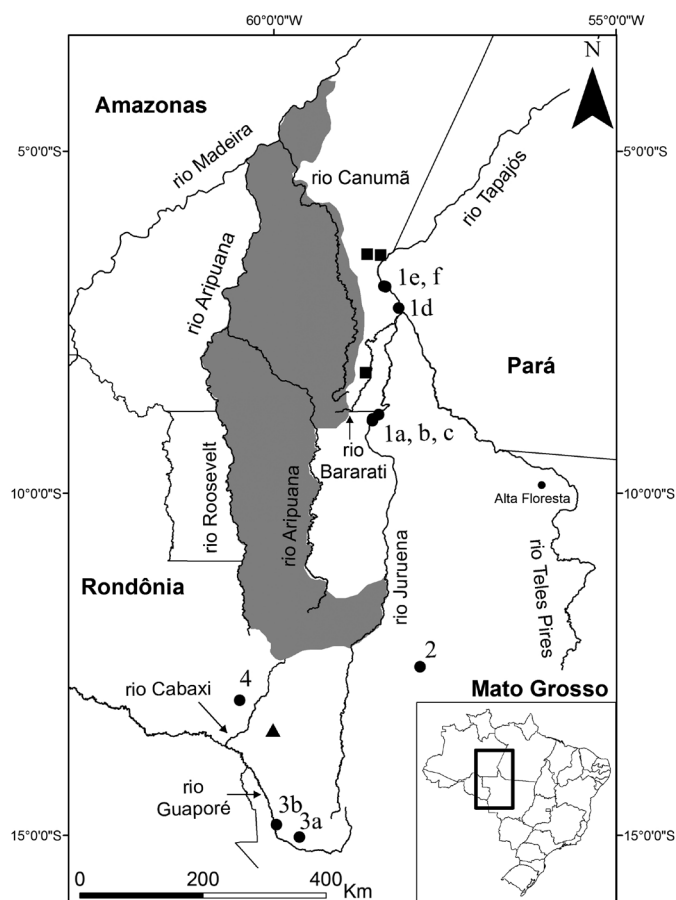 60°0'0"W
55°0'0"W
N
Amazonas
rio Madeira
5°0'0"S
5°0'0"S
rio Canumã
rio Tapajós
rio Aripuana
1e, f
1d
Pará
1a, b, c
rio
Bararati
rio Roosevelt
rio Aripuana
10°0'0"S
10°0'0"S
Alta Floresta
rio Juruena
rio Teles Pires
Rondônia
2
4
rio Cabaxi
Mato Grosso
rio
Guaporé
3b
3a
15°0'0"S
15°0'0"S
0 200 400
Km